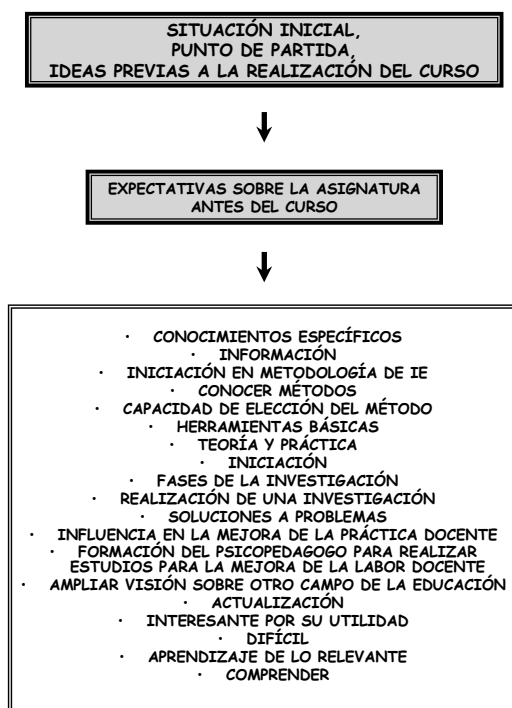 SITUACIÓN INICIAL,
PUNTO DE PARTIDA,
IDEAS PREVIAS A LA REALIZACIÓN DEL CURSO
EXPECTATIVAS SOBRE LA ASIGNATURA
ANTES DEL CURSO
· CONOCIMIENTOS ESPECÍFICOS
· INFORMACIÓN
· INICIACIÓN EN METODOLOGÍA DE IE
· CONOCER MÉTODOS
· CAPACIDAD DE ELECCIÓN DEL MÉTODO
· HERRAMIENTAS BÁSICAS
· TEORÍA Y PRÁCTICA
· INICIACIÓN
· FASES DE LA INVESTIGACIÓN
· REALIZACIÓN DE UNA INVESTIGACIÓN
· SOLUCIONES A PROBLEMAS
· INFLUENCIA EN LA MEJORA DE LA PRÁCTICA DOCENTE
· FORMACIÓN DEL PSICOPEDAGOGO PARA REALIZAR
ESTUDIOS PARA LA MEJORA DE LA LABOR DOCENTE
· AMPLIAR VISIÓN SOBRE OTRO CAMPO DE LA EDUCACIÓN
· ACTUALIZACIÓN
· INTERESANTE POR SU UTILIDAD
· DIFÍCIL
· APRENDIZAJE DE LO RELEVANTE
· COMPRENDER